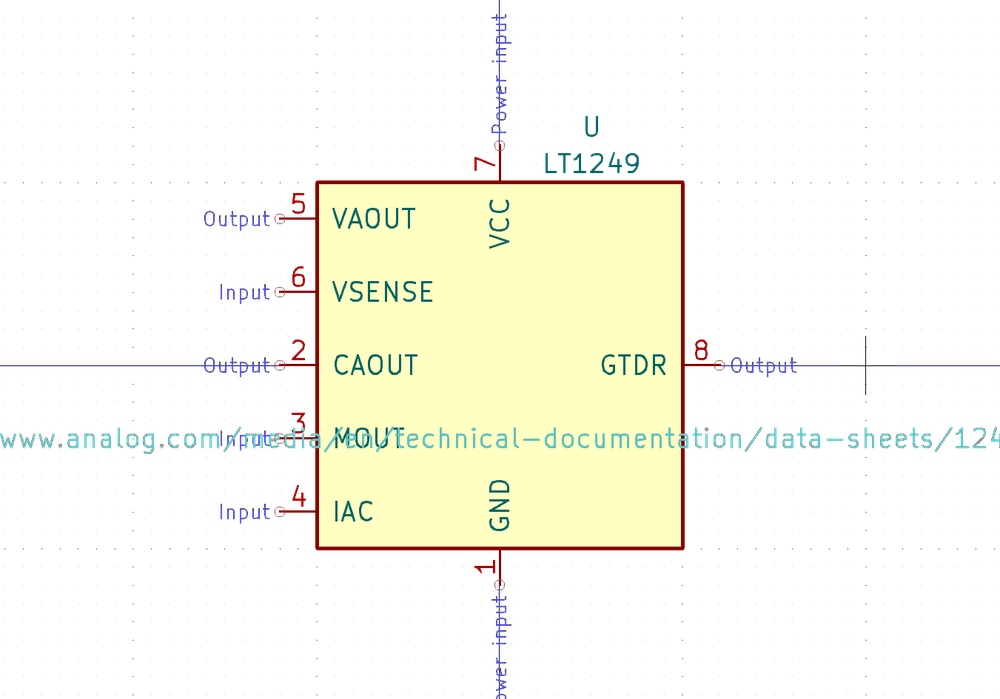 Power input
U
LT1249
7
VCC
Output 5 VAOUT
Input 6 VSENSE
Output 2 CAOUT
GTDR 8 Output
Input 3 MOUT
www.analog.com/media/en/technical-documentation/data-sheets/124
Input 4 IAC
GND
1
ower input